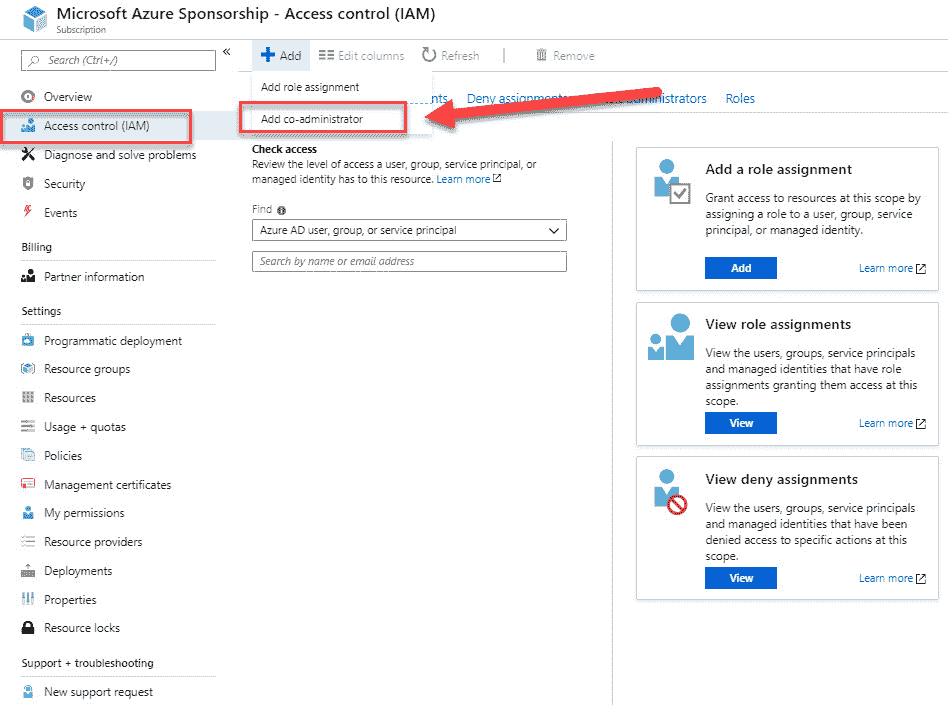 Microsoft Azure Sponsorship - Access control (IAM)
Subscription
Search (Ctrl+/)
«
Add
Edit columns
Refresh
Remove
Overview
Access control (IAM)
Diagnose and solve problems
Security
Events
Billing
Partner information
Settings
Programmatic deployment
Resource groups
Resources
Usage + quotas
Policies
Management certificates
My permissions
Resource providers
Deployments
Properties
Resource locks
Support + troubleshooting
New support request
Add role assignment
Add co-administrator
Deny assignments
Roles
Check access
Review the level of access a user, group, service principal, or
managed identity has to this resource. Learn more
Find
Azure AD user, group, or service principal
Search by name or email address
Add a role assignment
Grant access to resources at this scope by
assigning a role to a user, group, service
principal, or managed identity.
Add
Learn more
View role assignments
View the users, groups, service principals
and managed identities that have role
assignments granting them access at this
scope.
View
Learn more
View deny assignments
View the users, groups, service principals
and managed identities that have been
denied access to specific actions at this
scope.
View
Learn more